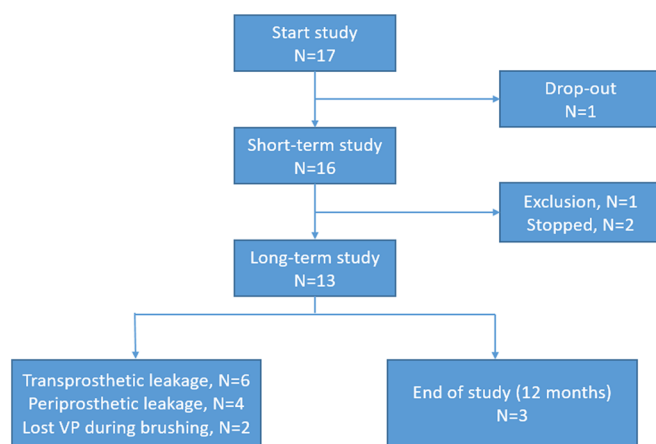 Start study
N=17
Drop-out
N=1
Short-term study
N=16
Exclusion, N=1
Stopped, N=2
Long-term study
N=13
Transprosthetic leakage, N=6
Periprosthetic leakage, N=4
Lost VP during brushing, N=2
End of study (12 months)
N=3